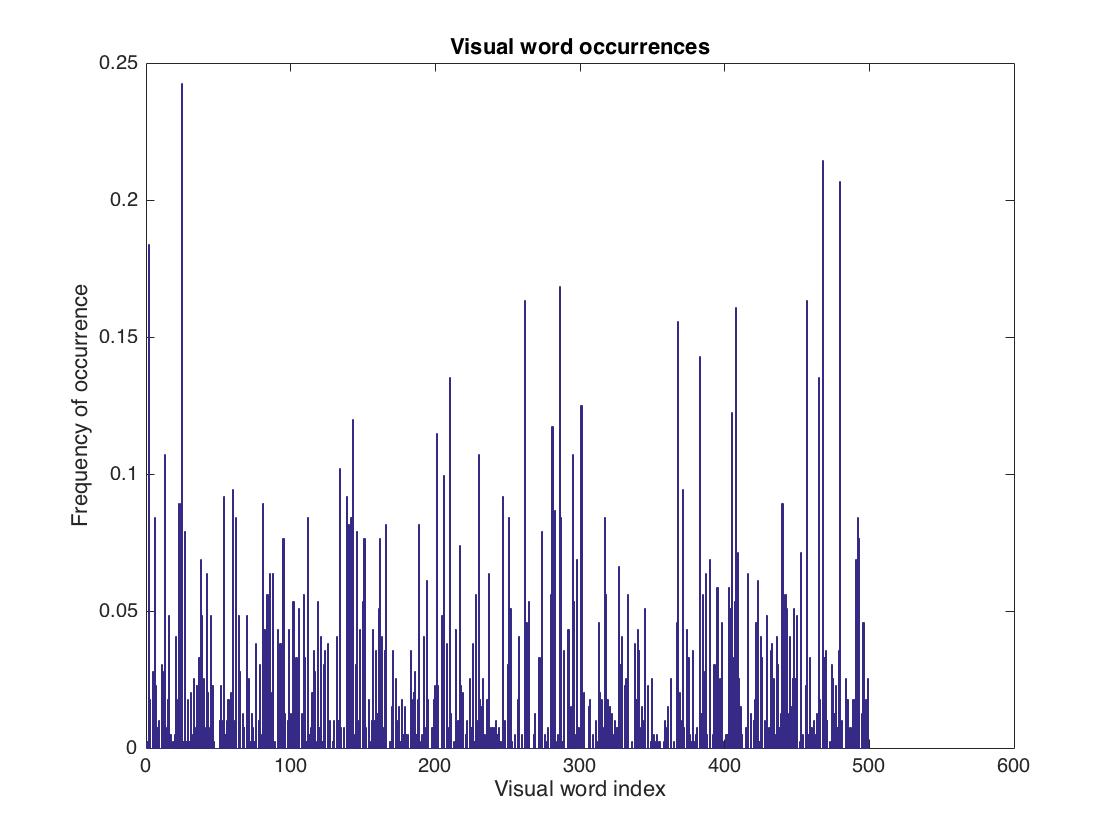 Visual word occurrences
0.25
0.2
0.15
0.1
0.05
0
Frequency of occurrence
0 100 200 300 400 500 600
Visual word index